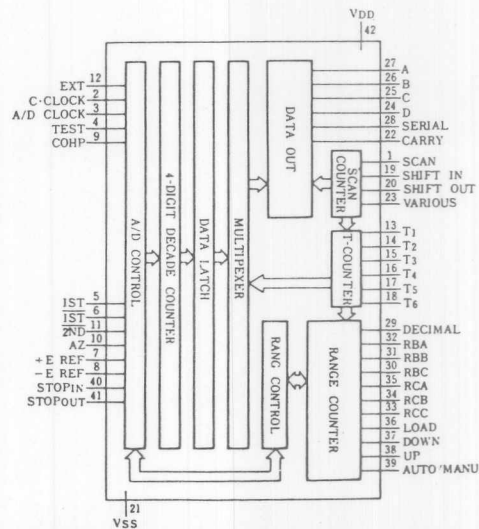 VDD
42
12 EXT
2 C·CLOCK
3 A/D CLOCK
4 TEST
9 COHP
5 IST
6 IST
11 2ND
10 AZ
7 +E REF
8 -E REF
40 STOPIN
41 STOPOUT
A/D CONTROL
4-DIGIT DECADE COUNTER
DATA LATCH
MULTIPEXER
DATA OUT
SCAN COUNTER
T-COUNTER
RANG CONTROL
RANGE COUNTER
27 A
26 B
25 C
24 D
28 SERIAL
22 CARRY
1 SCAN
19 SHIFT IN
20 SHIFT OUT
23 VARIOUS
13 T1
14 T2
15 T3
16 T4
17 T5
18 T6
29 DECIMAL
32 RBA
31 RBB
30 RBC
35 RCA
34 RCB
33 RCC
36 LOAD
37 DOWN
38 UP
39 AUTO'MANU
21
VSS